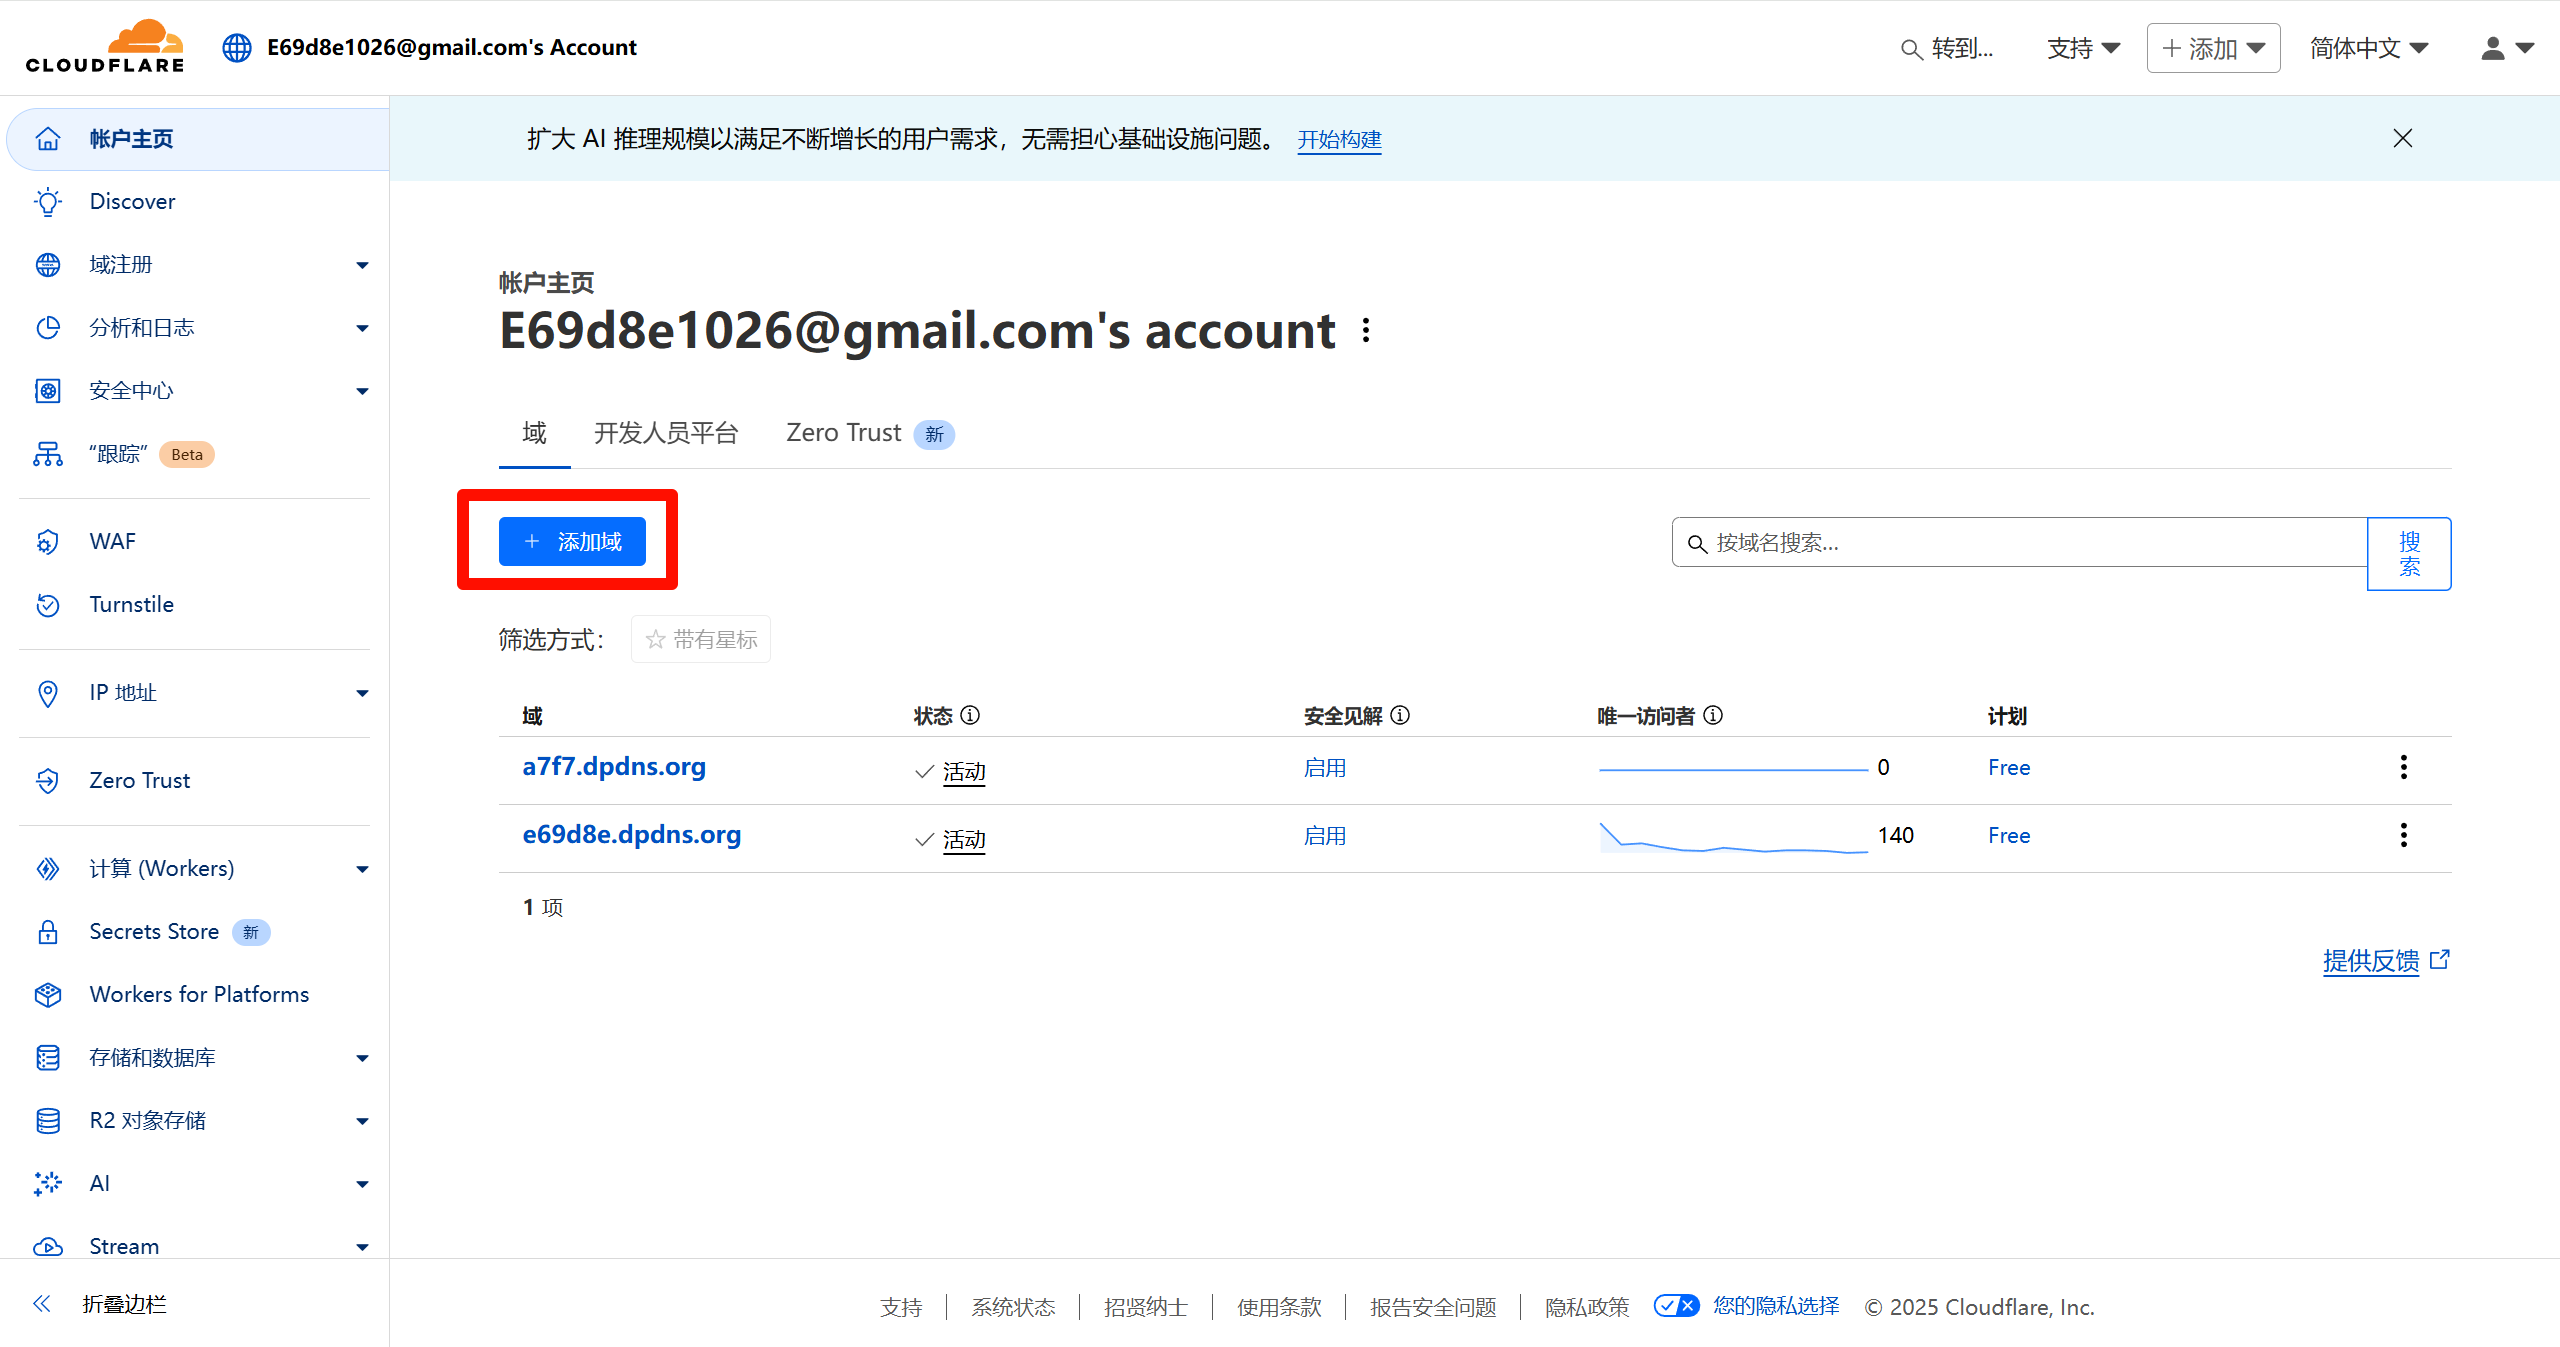 CLOUDFLARE
E69d8e1026@gmail.com's Account
转到...
支持
添加
简体中文
帐户主页
Discover
域注册
分析和日志
安全中心
“跟踪” Beta
WAF
Turnstile
IP 地址
Zero Trust
计算 (Workers)
Secrets Store 新
Workers for Platforms
存储和数据库
R2 对象存储
AI
Stream
折叠边栏
扩大 AI 推理规模以满足不断增长的用户需求，无需担心基础设施问题。 开始构建
帐户主页
E69d8e1026@gmail.com's account
域 开发人员平台 Zero Trust 新
添加域
按域名搜索...
搜索
筛选方式： 带有星标
域 状态 安全见解 唯一访问者 计划
a7f7.dpdns.org 活动 启用 0 Free
e69d8e.dpdns.org 活动 启用 140 Free
1 项
提供反馈
支持 系统状态 招贤纳士 使用条款 报告安全问题 隐私政策 您的隐私选择 © 2025 Cloudflare, Inc.